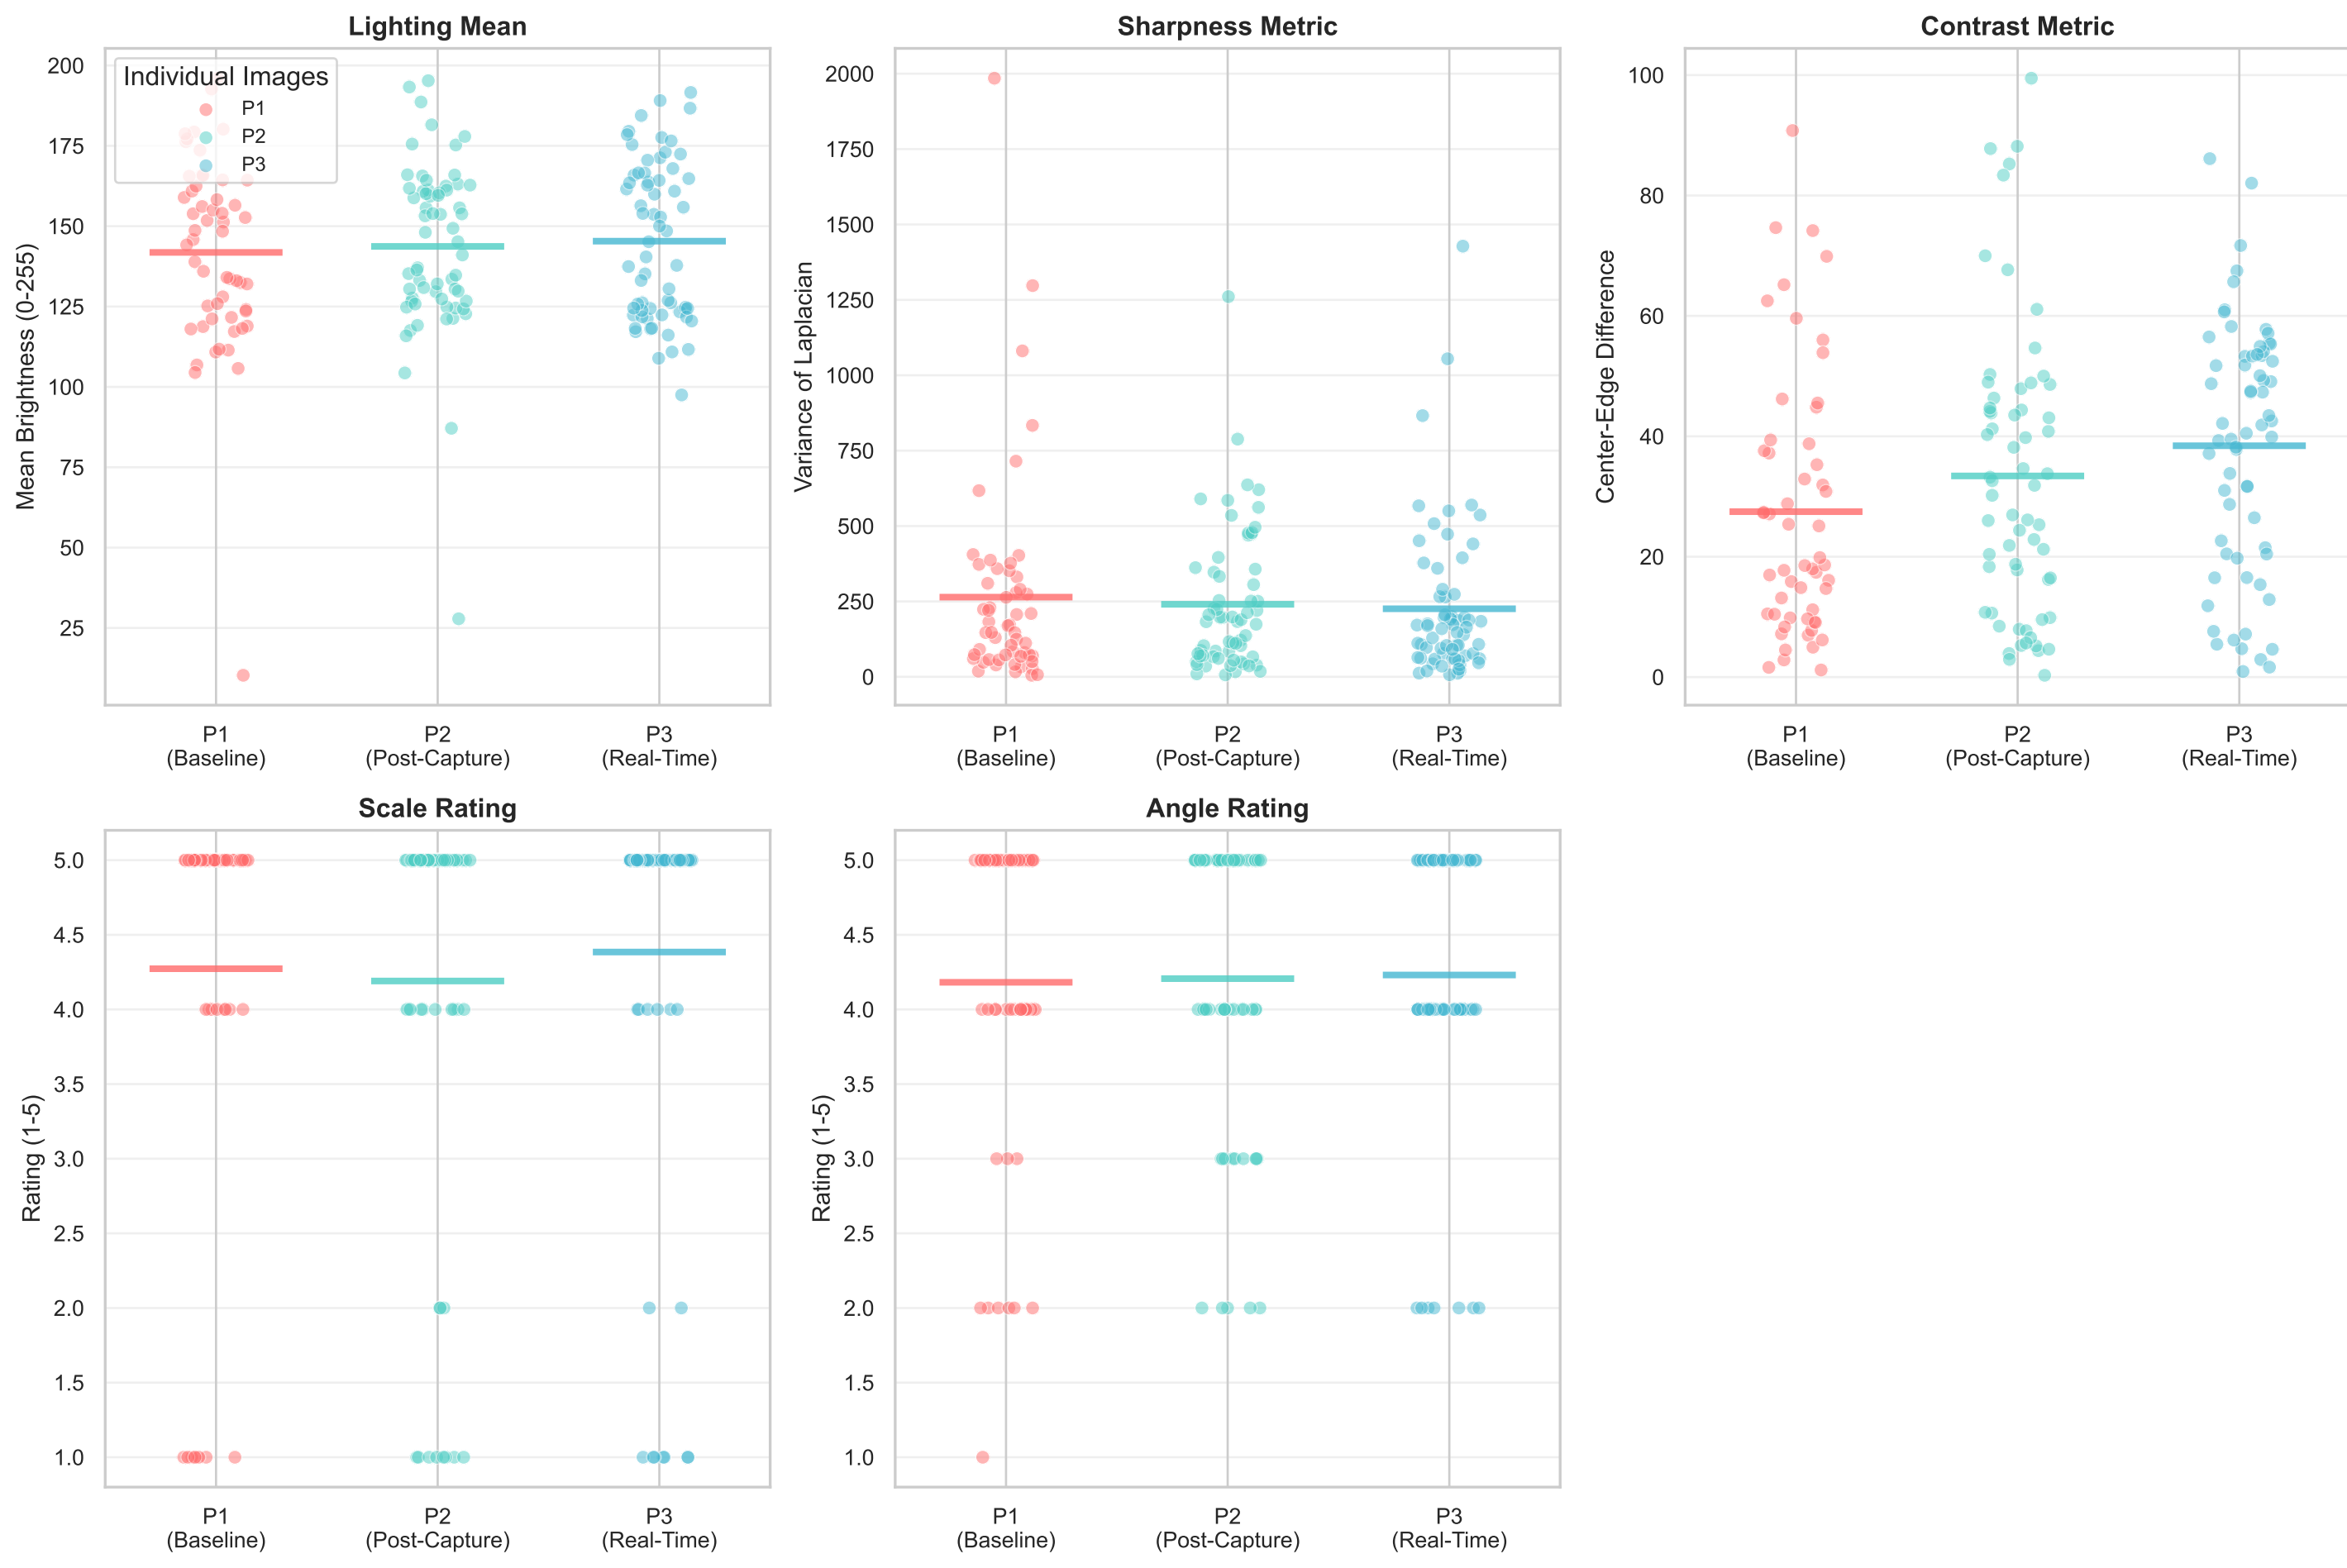 Lighting Mean
Mean Brightness (0-255)
200
175
150
125
100
75
50
25
Individual Images
P1
P2
P3
P1
(Baseline)
P2
(Post-Capture)
P3
(Real-Time)
Sharpness Metric
Variance of Laplacian
2000
1750
1500
1250
1000
750
500
250
0
P1
(Baseline)
P2
(Post-Capture)
P3
(Real-Time)
Contrast Metric
Center-Edge Difference
100
80
60
40
20
0
P1
(Baseline)
P2
(Post-Capture)
P3
(Real-Time)
Scale Rating
Rating (1-5)
5.0
4.5
4.0
3.5
3.0
2.5
2.0
1.5
1.0
P1
(Baseline)
P2
(Post-Capture)
P3
(Real-Time)
Angle Rating
Rating (1-5)
5.0
4.5
4.0
3.5
3.0
2.5
2.0
1.5
1.0
P1
(Baseline)
P2
(Post-Capture)
P3
(Real-Time)